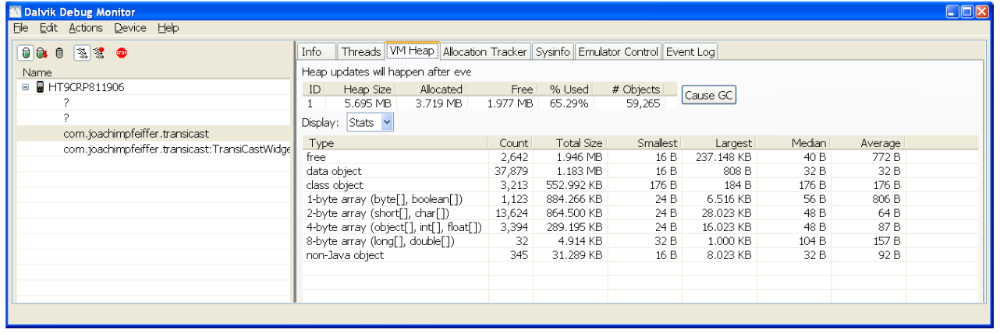 Dalvik Debug Monitor
File Edit Actions Device Help
Name
HT9CRP811906
?
?
com.joachimpfeiffer.transicast
com.joachimpfeiffer.transicast:TransiCastWidge
Info Threads VM Heap Allocation Tracker Sysinfo Emulator Control Event Log
Heap updates will happen after eve
ID Heap Size Allocated Free % Used # Objects
1 5.695 MB 3.719 MB 1.977 MB 65.29% 59,265
Cause GC
Display: Stats
Type Count Total Size Smallest Largest Median Average
free 2,642 1.946 MB 16 B 237.148 KB 40 B 772 B
data object 37,879 1.183 MB 16 B 808 B 32 B 32 B
class object 3,213 552.992 KB 176 B 184 B 176 B 176 B
1-byte array (byte[], boolean[]) 1,123 884.266 KB 24 B 6.516 KB 56 B 806 B
2-byte array (short[], char[]) 13,624 864.500 KB 24 B 28.023 KB 48 B 64 B
4-byte array (object[], int[], float[]) 3,394 289.195 KB 24 B 16.023 KB 48 B 87 B
8-byte array (long[], double[]) 32 4.914 KB 32 B 1.000 KB 104 B 157 B
non-Java object 345 31.289 KB 16 B 8.023 KB 32 B 92 B